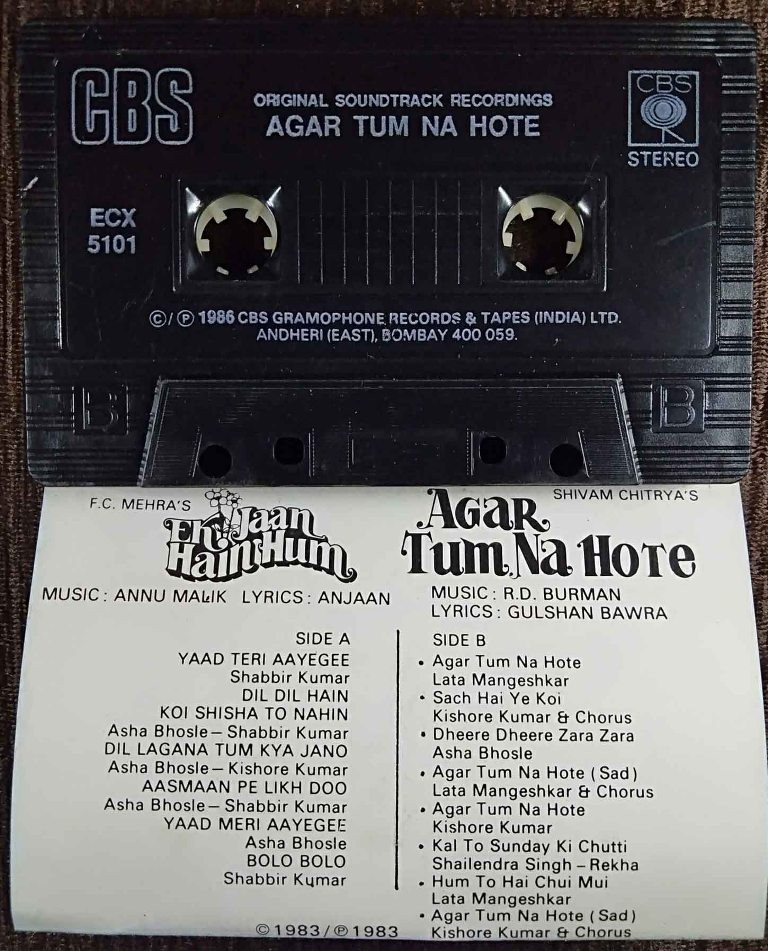 CBS
ORIGINAL SOUNDTRACK RECORDINGS
AGAR TUM NA HOTE
CBS
STEREO
ECX
5101
©/℗ 1986 CBS GRAMOPHONE RECORDS & TAPES (INDIA) LTD.
ANDHERI (EAST), BOMBAY 400 059.
B
B
F.C. MEHRA'S
Ek Jaan
Hain Hum
MUSIC : ANNU MALIK LYRICS : ANJAAN
SIDE A
YAAD TERI AAYEGEE
Shabbir Kumar
DIL DIL HAIN
KOI SHISHA TO NAHIN
Asha Bhosle – Shabbir Kumar
DIL LAGANA TUM KYA JANO
Asha Bhosle – Kishore Kumar
AASMAAN PE LIKH DOO
Asha Bhosle – Shabbir Kumar
YAAD MERI AAYEGEE
Asha Bhosle
BOLO BOLO
Shabbir Kumar
SHIVAM CHITRYA'S
Agar
Tum Na Hote
MUSIC : R.D. BURMAN
LYRICS : GULSHAN BAWRA
SIDE B
• Agar Tum Na Hote
Lata Mangeshkar
• Sach Hai Ye Koi
Kishore Kumar & Chorus
• Dheere Dheere Zara Zara
Asha Bhosle
• Agar Tum Na Hote (Sad)
Lata Mangeshkar & Chorus
• Agar Tum Na Hote
Kishore Kumar
• Kal To Sunday Ki Chutti
Shailendra Singh – Rekha
• Hum To Hai Chui Mui
Lata Mangeshkar
• Agar Tum Na Hote (Sad)
Kishore Kumar & Chorus
©1983/℗1983